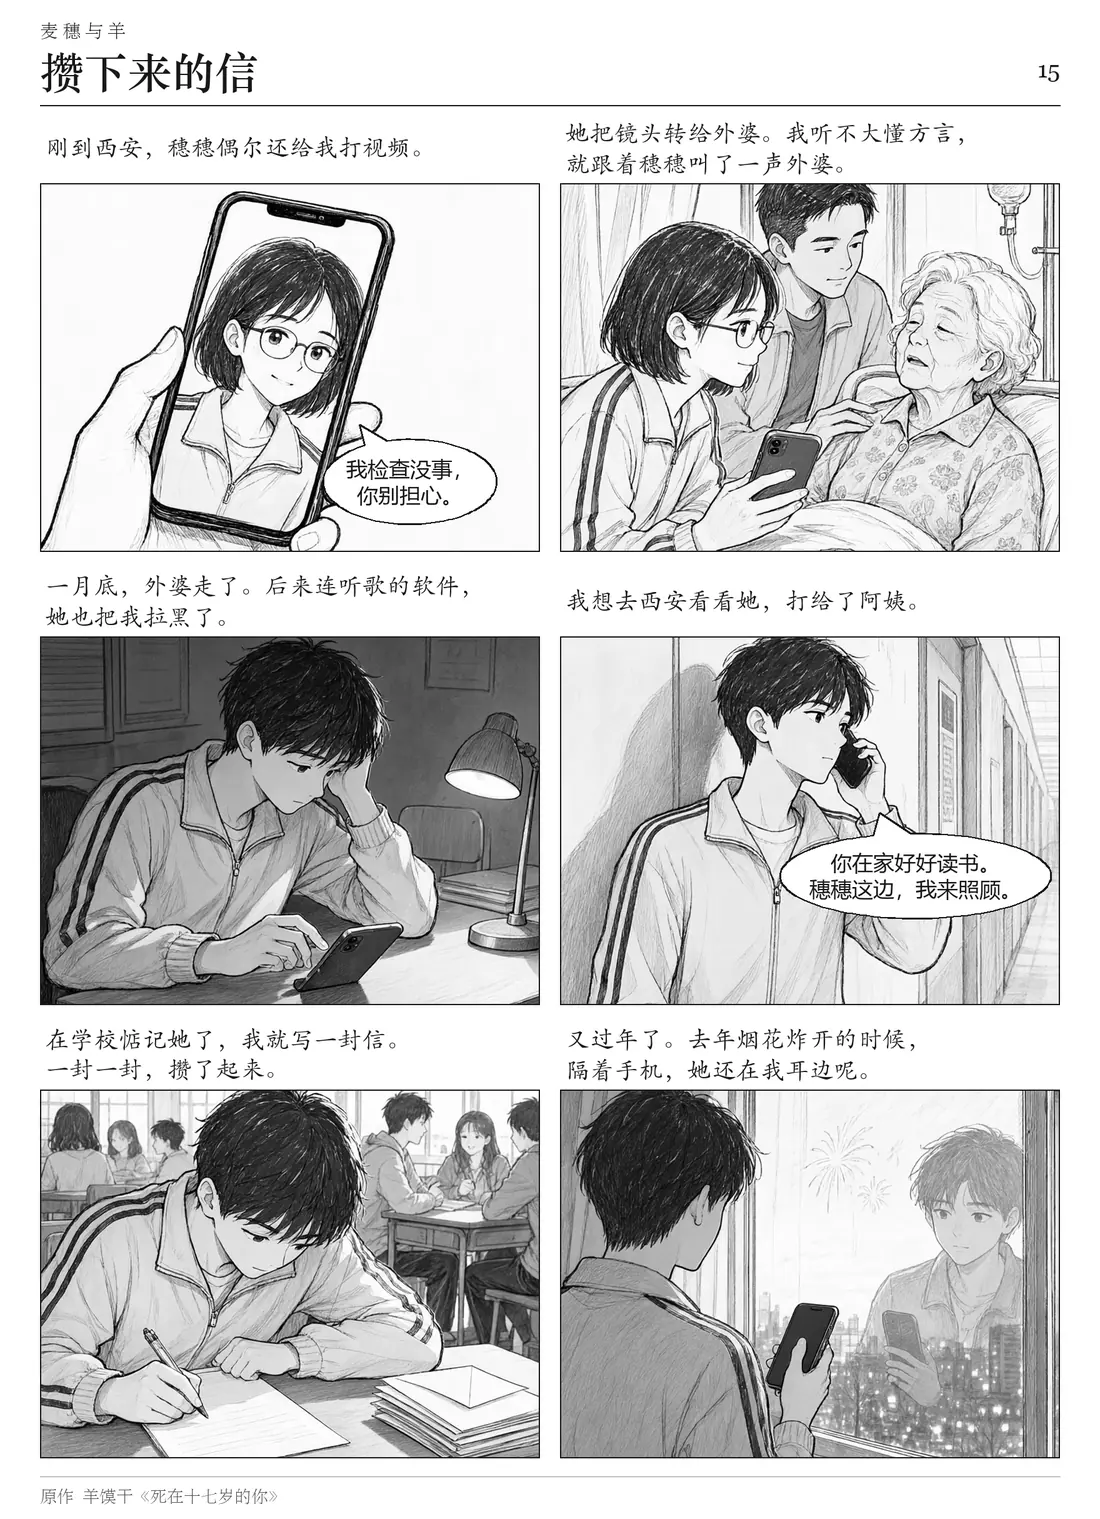 麦穗与羊
攒下来的信
15
刚到西安，穗穗偶尔还给我打视频。
我检查没事，
你别担心。
她把镜头转给外婆。我听不大懂方言，
就跟着穗穗叫了一声外婆。
一月底，外婆走了。后来连听歌的软件，
她也把我拉黑了。
我想去西安看看她，打给了阿姨。
你在家好好读书。
穗穗这边，我来照顾。
在学校惦记她了，我就写一封信。
一封一封，攒了起来。
又过年了。去年烟花炸开的时候，
隔着手机，她还在我耳边呢。
原作 羊馍干《死在十七岁的你》